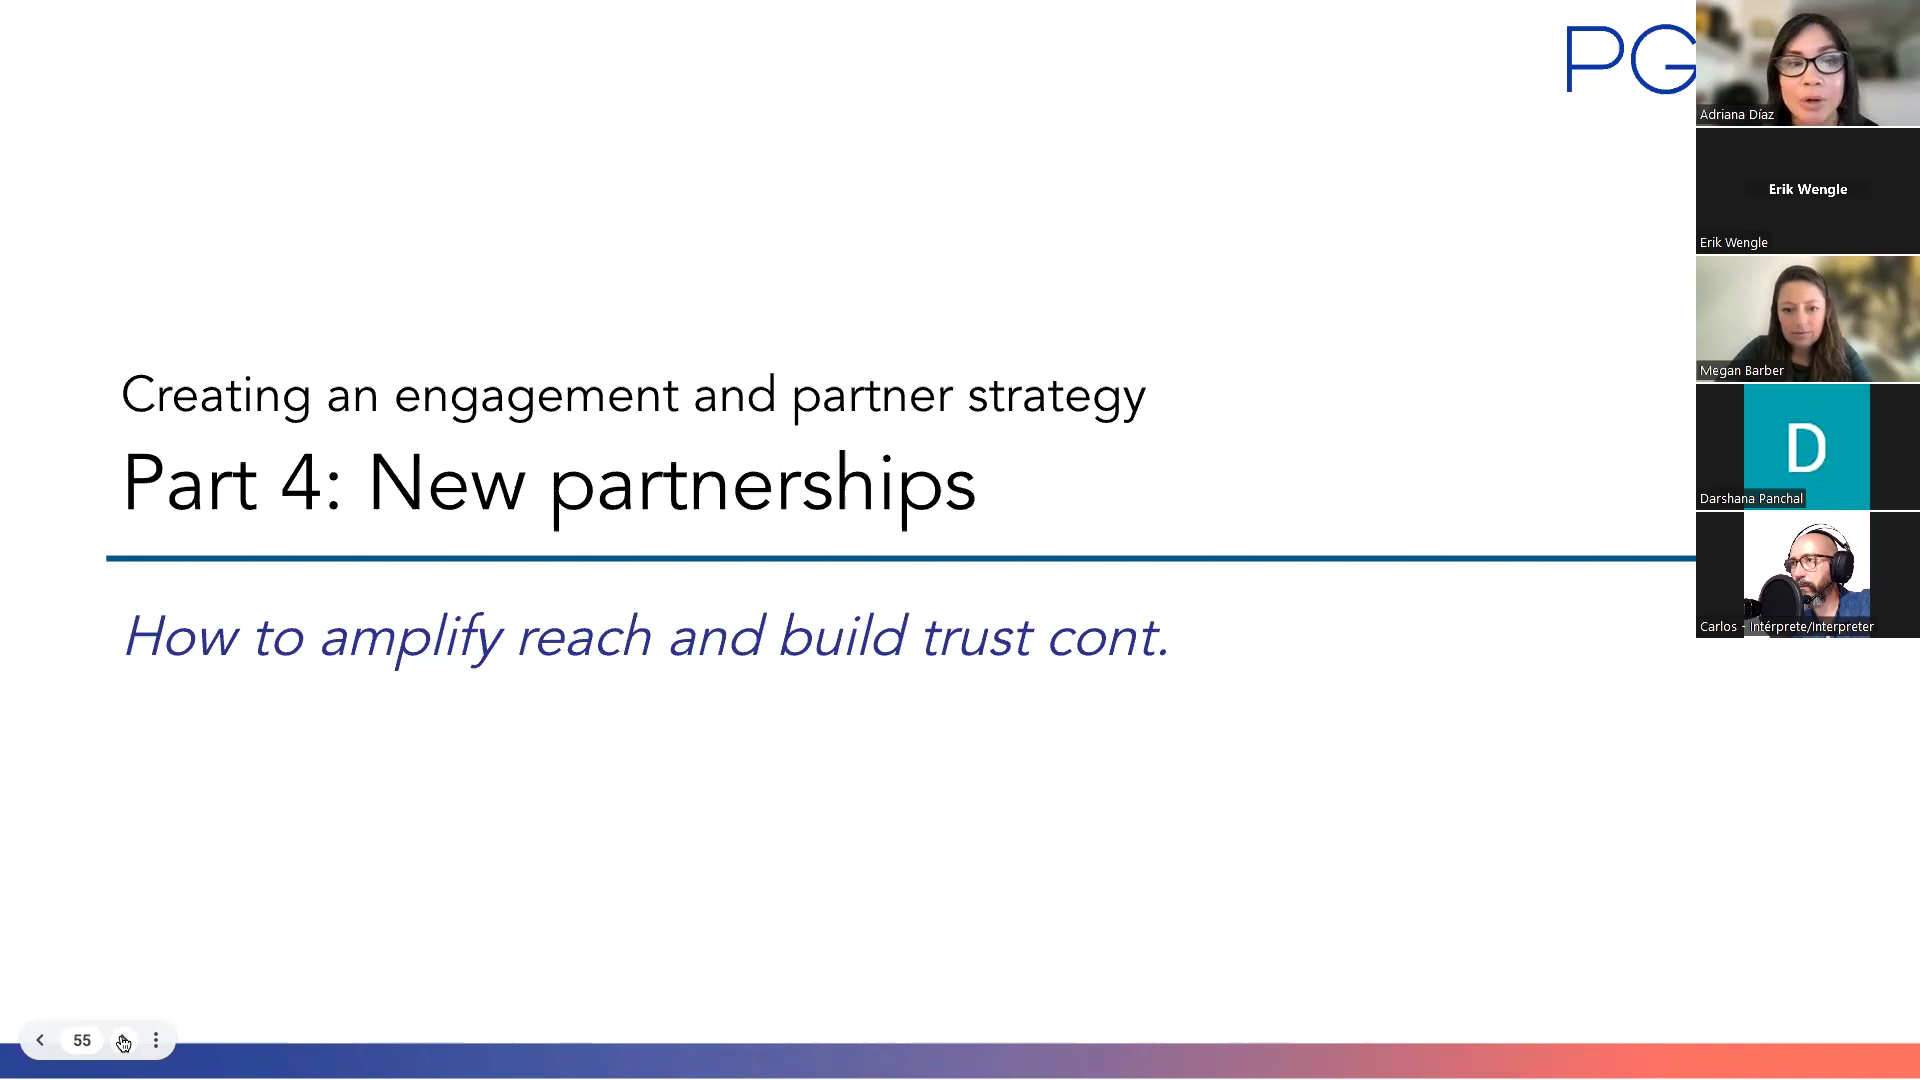 PG
Creating an engagement and partner strategy
Part 4: New partnerships
How to amplify reach and build trust cont.
Adriana Díaz
Erik Wengle
Erik Wengle
Megan Barber
D
Darshana Panchal
Carlos - Intérprete/Interpreter
55